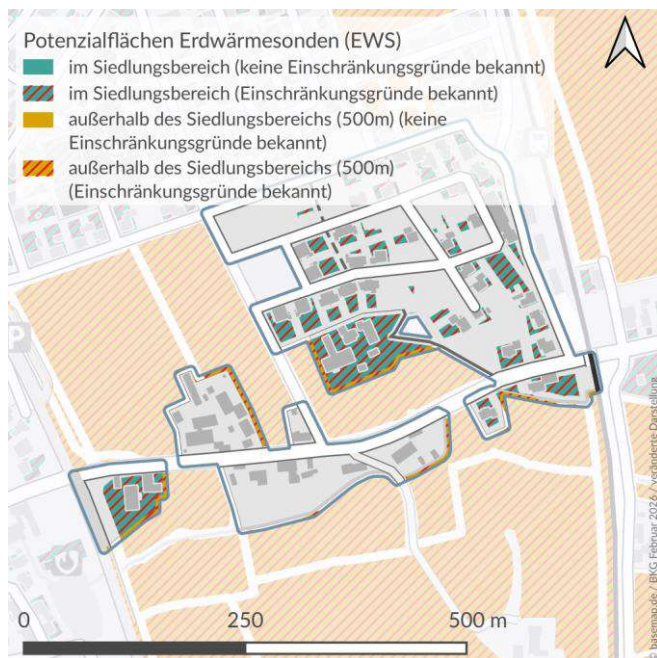 Potenzialflächen Erdwärmesonden (EWS)
im Siedlungsbereich (keine Einschränkungsgründe bekannt)
im Siedlungsbereich (Einschränkungsgründe bekannt)
außerhalb des Siedlungsbereichs (500m) (keine
Einschränkungsgründe bekannt)
außerhalb des Siedlungsbereichs (500m)
(Einschränkungsgründe bekannt)
P
0
250
500 m
© basemap.de / BKG Februar 2026 / veränderte Darstellung